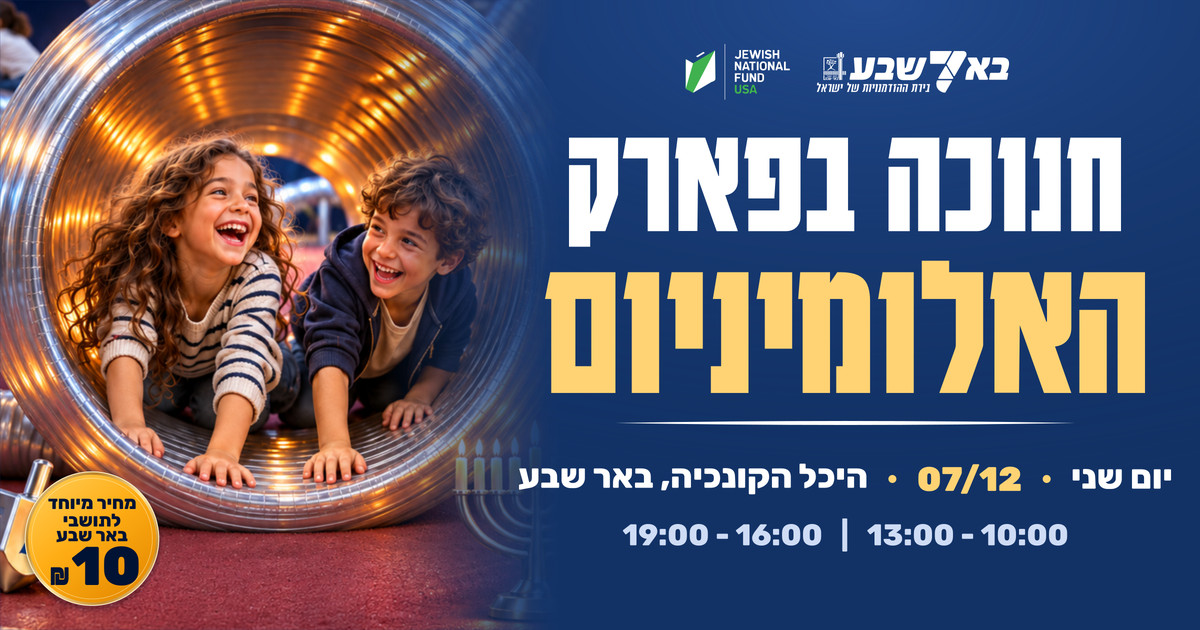 באר שבע
בירת ההזדמנויות של ישראל
JEWISH
NATIONAL
FUND
USA
חנוכה בפארק
האלומיניום
יום שני • 07/12 • היכל הקונכיה, באר שבע
10:00 - 13:00 | 16:00 - 19:00
מחיר מיוחד
לתושבי
באר שבע
10 ₪